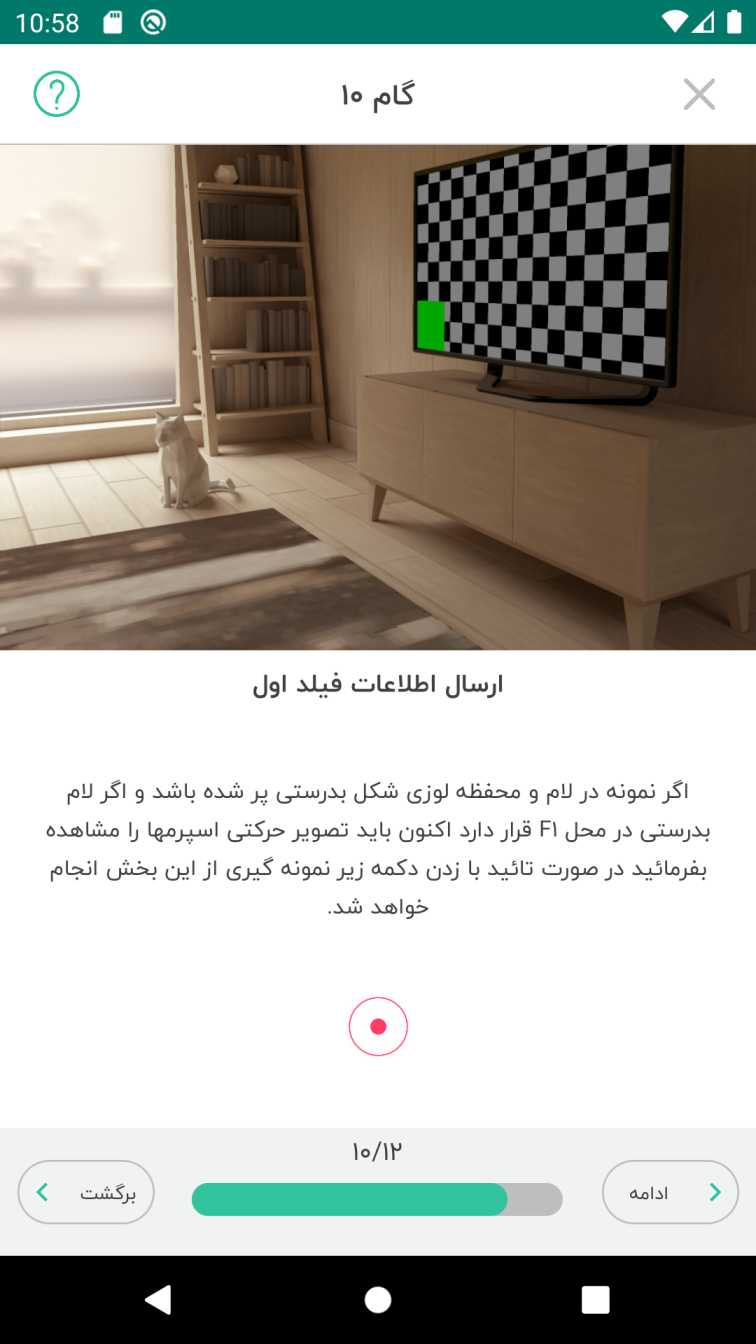 10:58
گام ۱۰
ارسال اطلاعات فیلد اول
اگر نمونه در لام و محفظه لوزی شکل بدرستی پر شده باشد و اگر لام
بدرستی در محل F۱ قرار دارد اکنون باید تصویر حرکتی اسپرمها را مشاهده
بفرمائید در صورت تائید با زدن دکمه زیر نمونه گیری از این بخش انجام
خواهد شد.
۱۰/۱۲
ادامه
برگشت